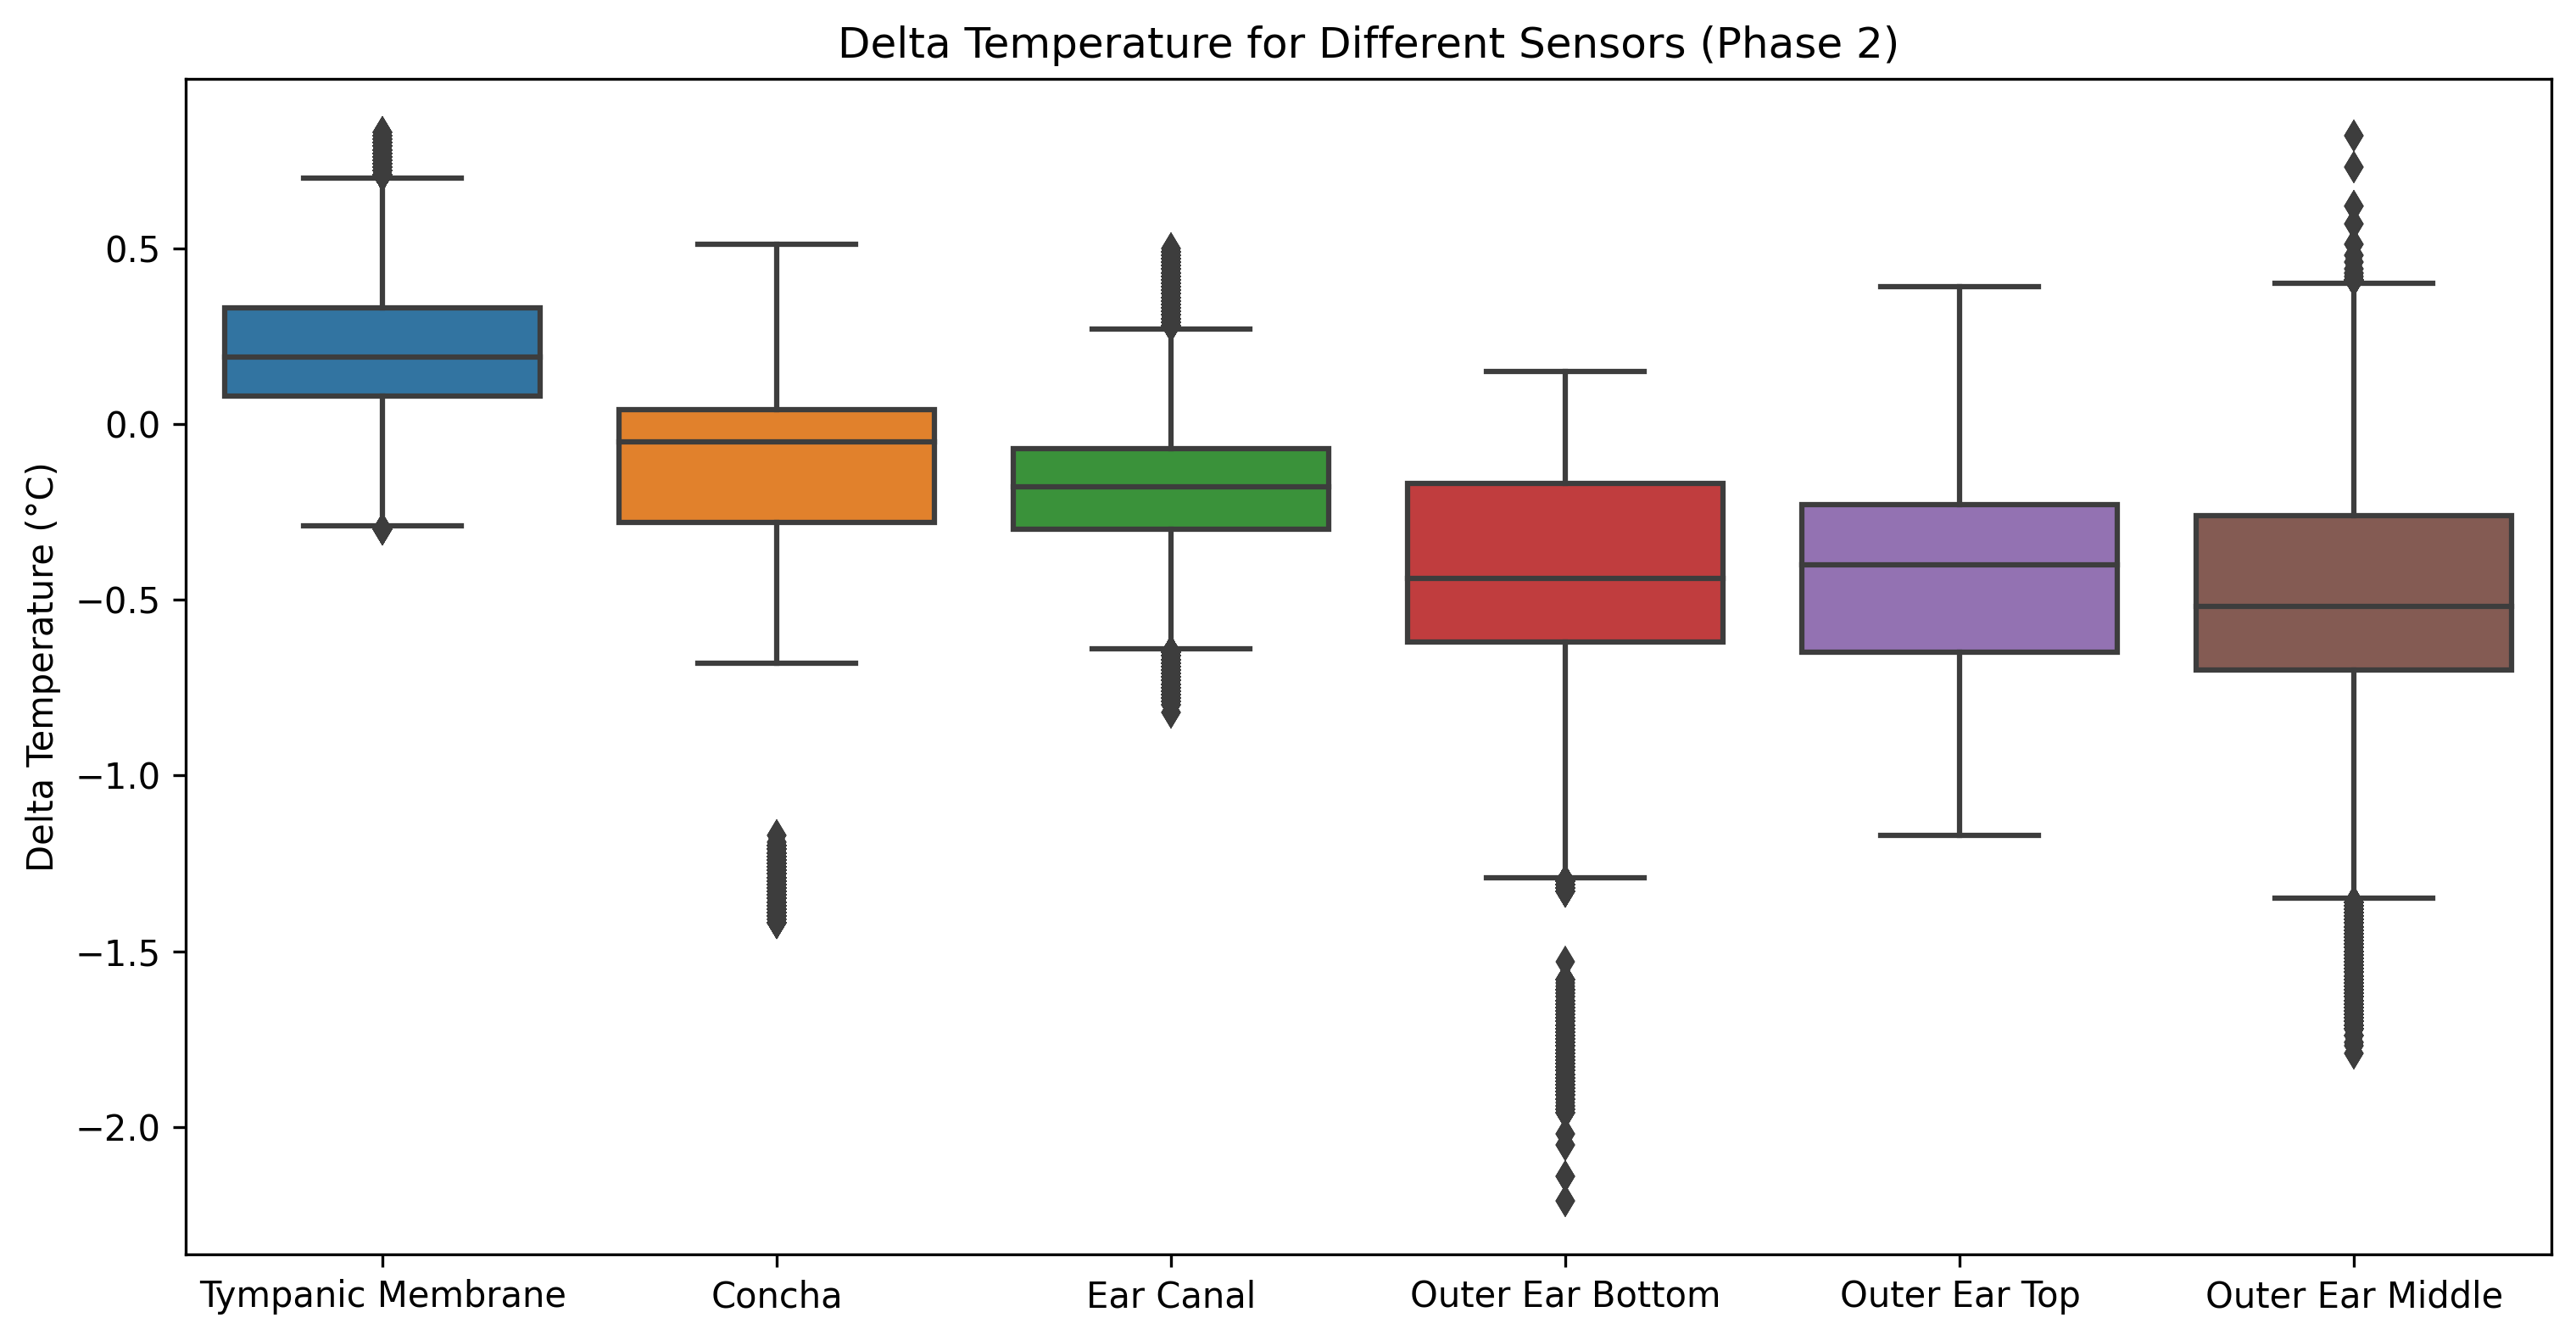 Delta Temperature for Different Sensors (Phase 2)
Delta Temperature (°C)
0.5
0.0
−0.5
−1.0
−1.5
−2.0
Tympanic Membrane
Concha
Ear Canal
Outer Ear Bottom
Outer Ear Top
Outer Ear Middle